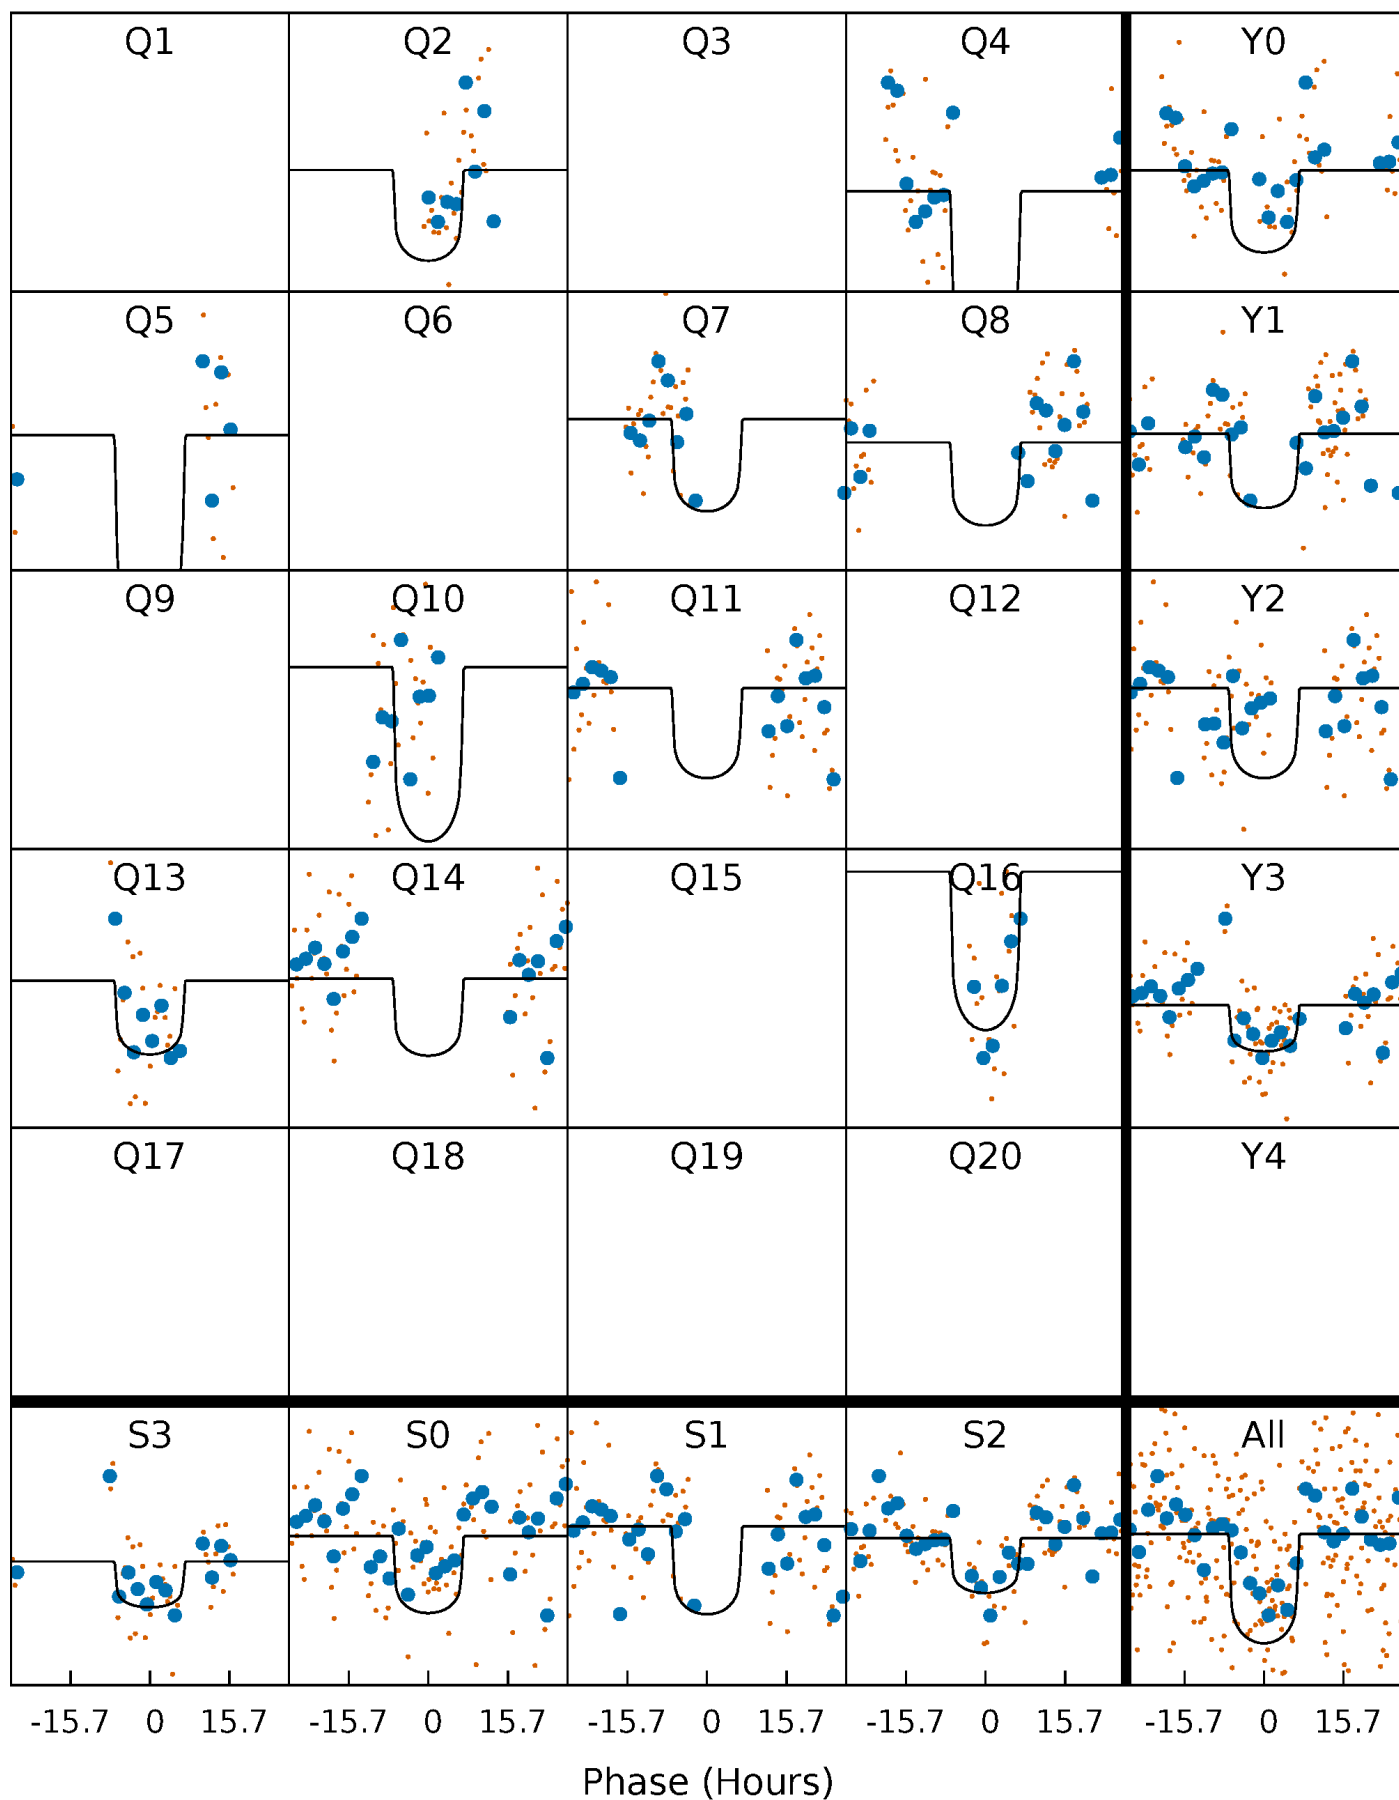 Q1 Q2 Q3 Q4 Y0
Q5 Q6 Q7 Q8 Y1
Q9 Q10 Q11 Q12 Y2
Q13 Q14 Q15 Q16 Y3
Q17 Q18 Q19 Q20 Y4
S3 S0 S1 S2 All
-15.7 0 15.7 -15.7 0 15.7 -15.7 0 15.7 -15.7 0 15.7 -15.7 0 15.7
Phase (Hours)